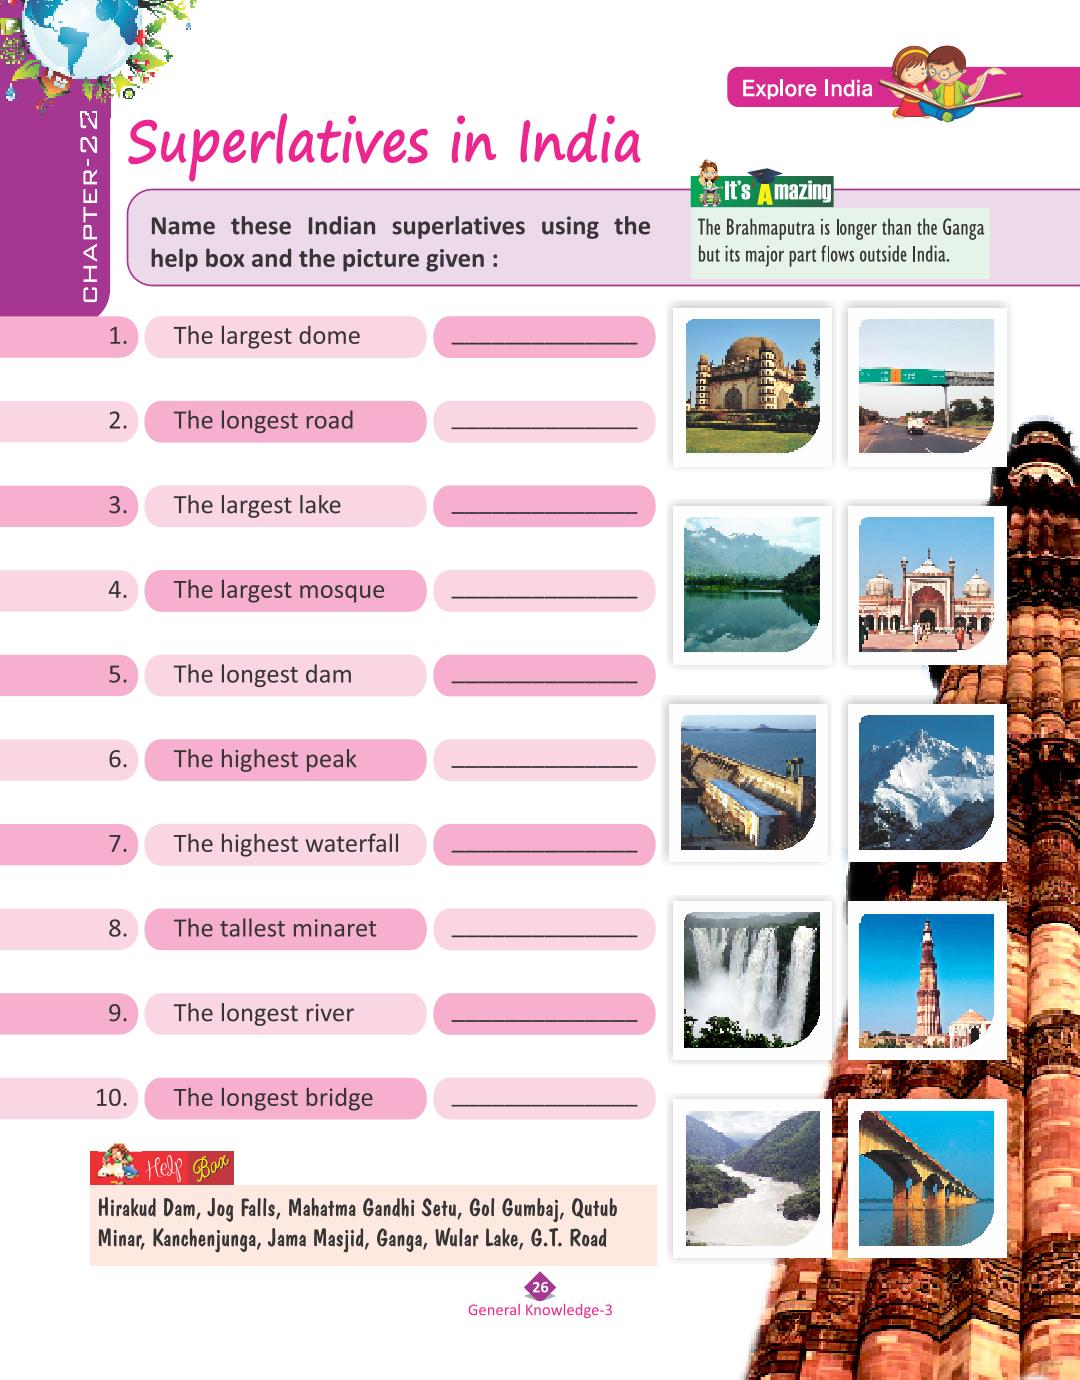 Explore India
CHAPTER-22
Superlatives in India
It's Amazing
Name these Indian superlatives using the
help box and the picture given :
The Brahmaputra is longer than the Ganga
but its major part flows outside India.
1. The largest dome ______________
2. The longest road ______________
3. The largest lake ______________
4. The largest mosque ______________
5. The longest dam ______________
6. The highest peak ______________
7. The highest waterfall ______________
8. The tallest minaret ______________
9. The longest river ______________
10. The longest bridge ______________
Help Box
Hirakud Dam, Jog Falls, Mahatma Gandhi Setu, Gol Gumbaj, Qutub
Minar, Kanchenjunga, Jama Masjid, Ganga, Wular Lake, G.T. Road
26
General Knowledge-3